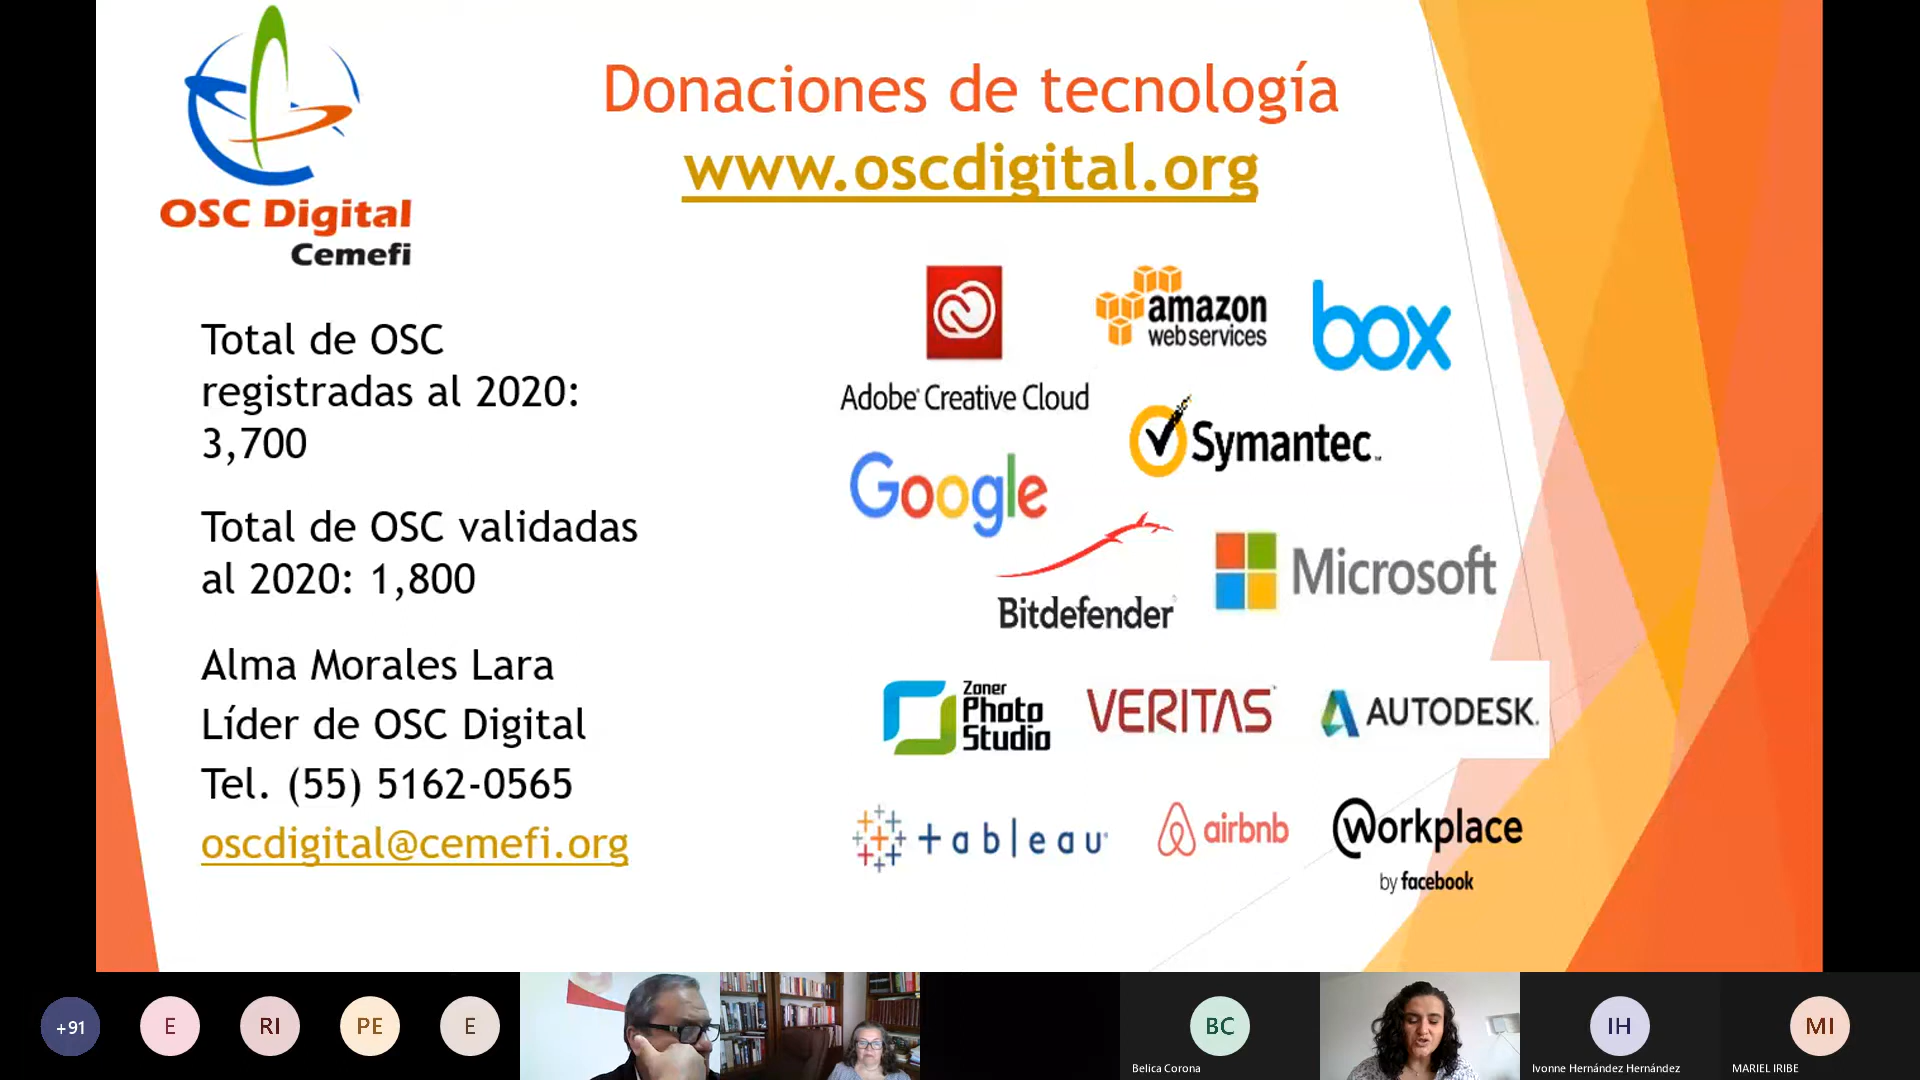 OSC Digital
Cemefi
Donaciones de tecnología
www.oscdigital.org
Total de OSC
registradas al 2020:
3,700
Total de OSC validadas
al 2020: 1,800
Alma Morales Lara
Líder de OSC Digital
Tel. (55) 5162-0565
oscdigital@cemefi.org
Adobe® Creative Cloud
amazon
webservices
box
Symantec™
Google
Bitdefender
Microsoft
Zoner
Photo
Studio
VERITAS™
AUTODESK.
+ableau®
airbnb
workplace
by facebook
+91
E
RI
PE
E
BC
Belica Corona
IH
Ivonne Hernández Hernández
MI
MARIEL IRIBE